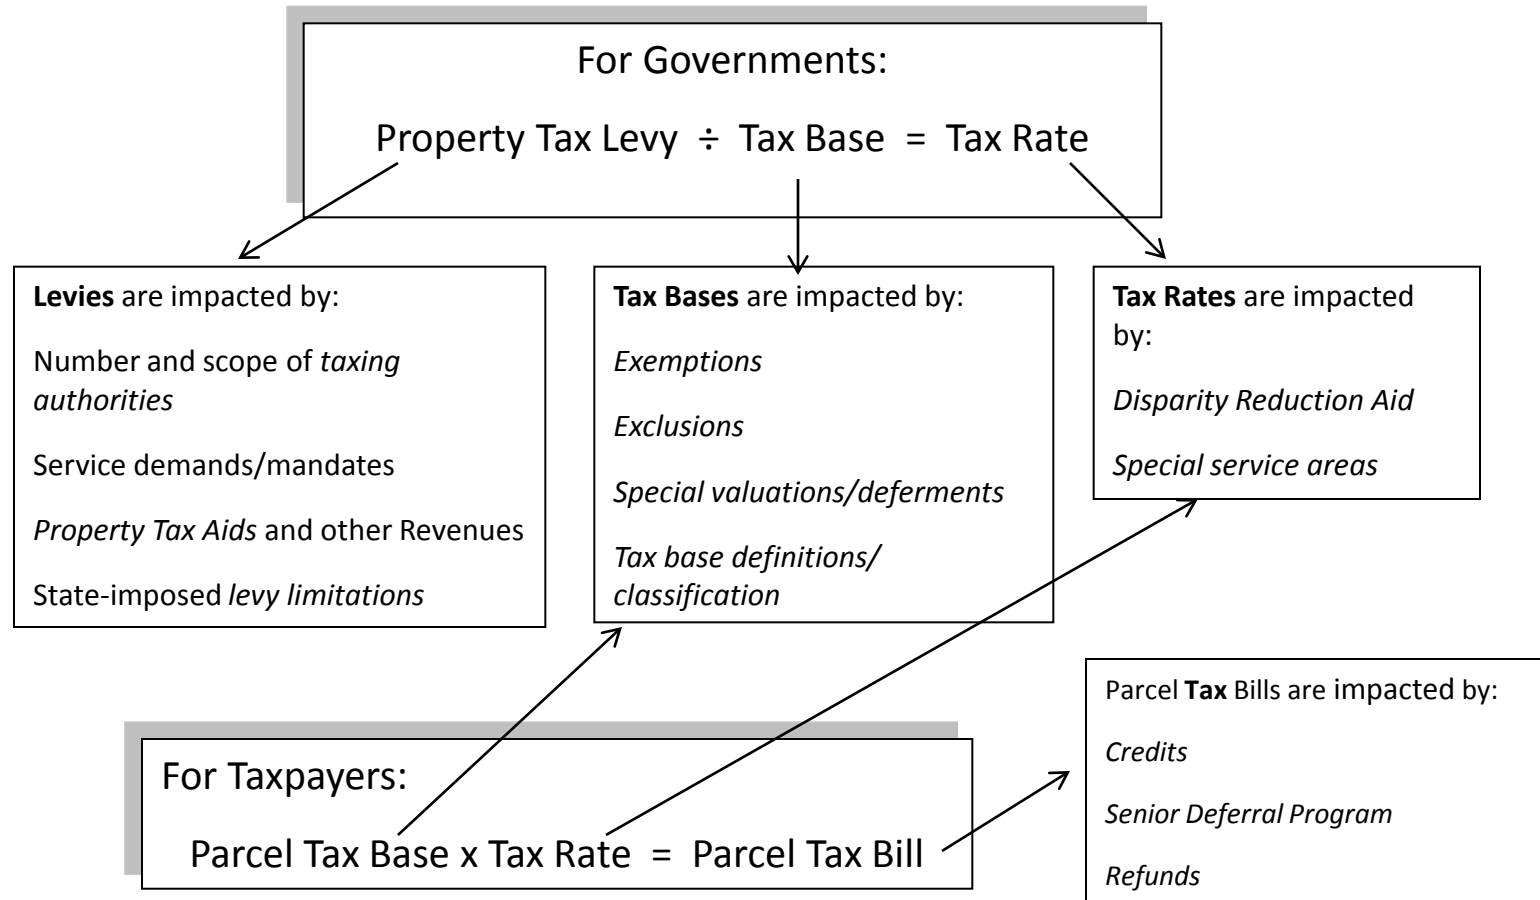 For Governments:
Property Tax Levy ÷ Tax Base = Tax Rate
Levies are impacted by:
Number and scope of taxing
authorities
Service demands/mandates
Property Tax Aids and other Revenues
State-imposed levy limitations
Tax Bases are impacted by:
Exemptions
Exclusions
Special valuations/deferments
Tax base definitions/
classification
Tax Rates are impacted
by:
Disparity Reduction Aid
Special service areas
For Taxpayers:
Parcel Tax Base x Tax Rate = Parcel Tax Bill
Parcel Tax Bills are impacted by:
Credits
Senior Deferral Program
Refunds